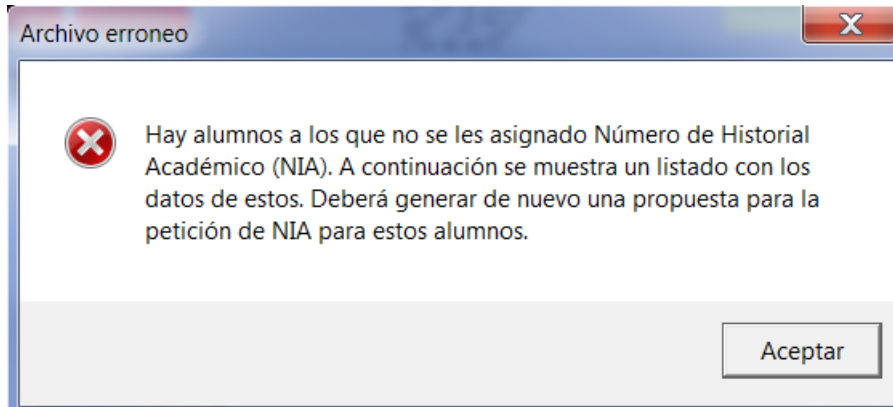 Archivo erroneo
Hay alumnos a los que no se les asignado Número de Historial
Académico (NIA). A continuación se muestra un listado con los
datos de estos. Deberá generar de nuevo una propuesta para la
petición de NIA para estos alumnos.
Aceptar